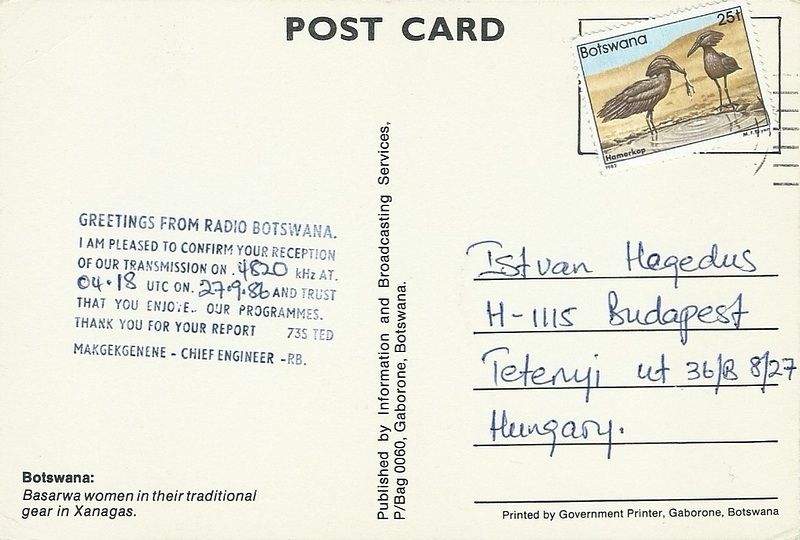 POST CARD
25t
Botswana
Hamerkop
1982
GREETINGS FROM RADIO BOTSWANA.
I AM PLEASED TO CONFIRM YOUR RECEPTION
OF OUR TRANSMISSION ON . 4820 kHz AT.
04.18 UTC ON. 27.9.86 AND TRUST
THAT YOU ENJOYE.. OUR PROGRAMMES.
THANK YOU FOR YOUR REPORT 73S TED
MAKGEKGENENE - CHIEF ENGINEER -RB.
Botswana:
Basarwa women in their traditional
gear in Xanagas.
Published by Information and Broadcasting Services,
P/Bag 0060, Gaborone, Botswana.
Istvan Hegedus
H-1115 Budapest
Tetenyi ut 36/B 8/27
Hungary.
Printed by Government Printer, Gaborone, Botswana